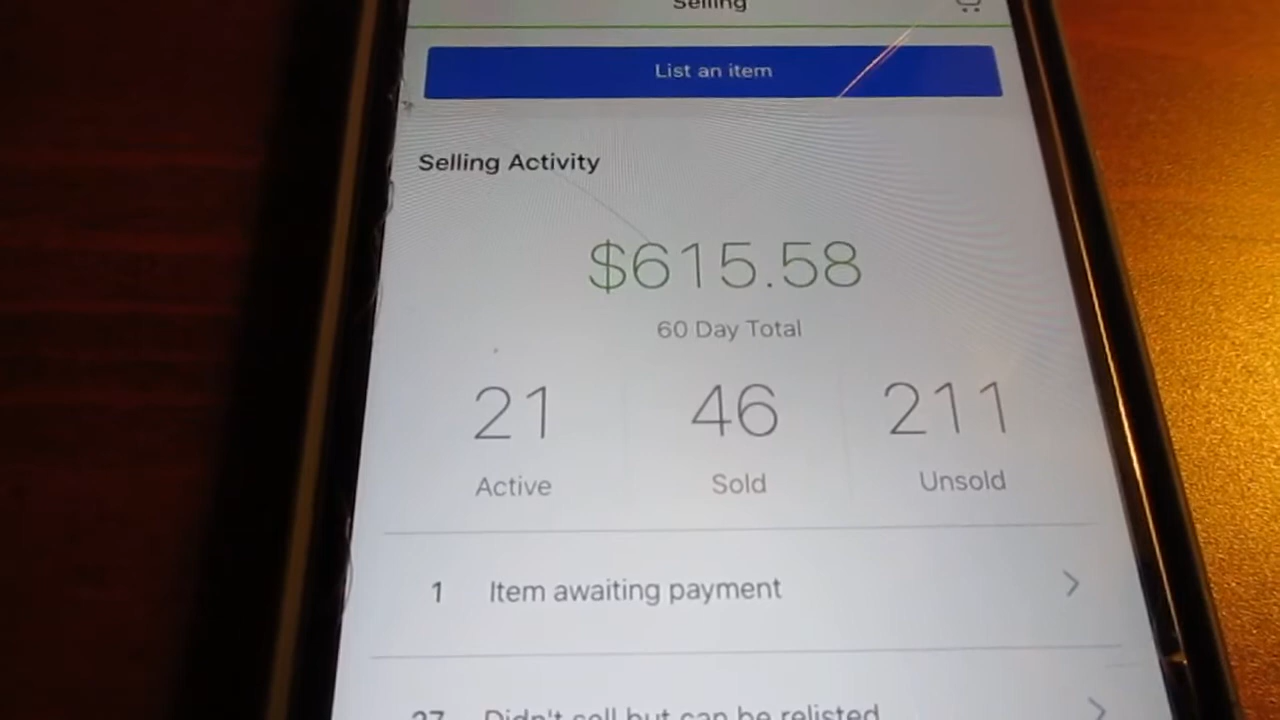 Selling
List an item
Selling Activity
$615.58
60 Day Total
21 46 211
Active Sold Unsold
1 Item awaiting payment
27 Didn't sell but can be relisted